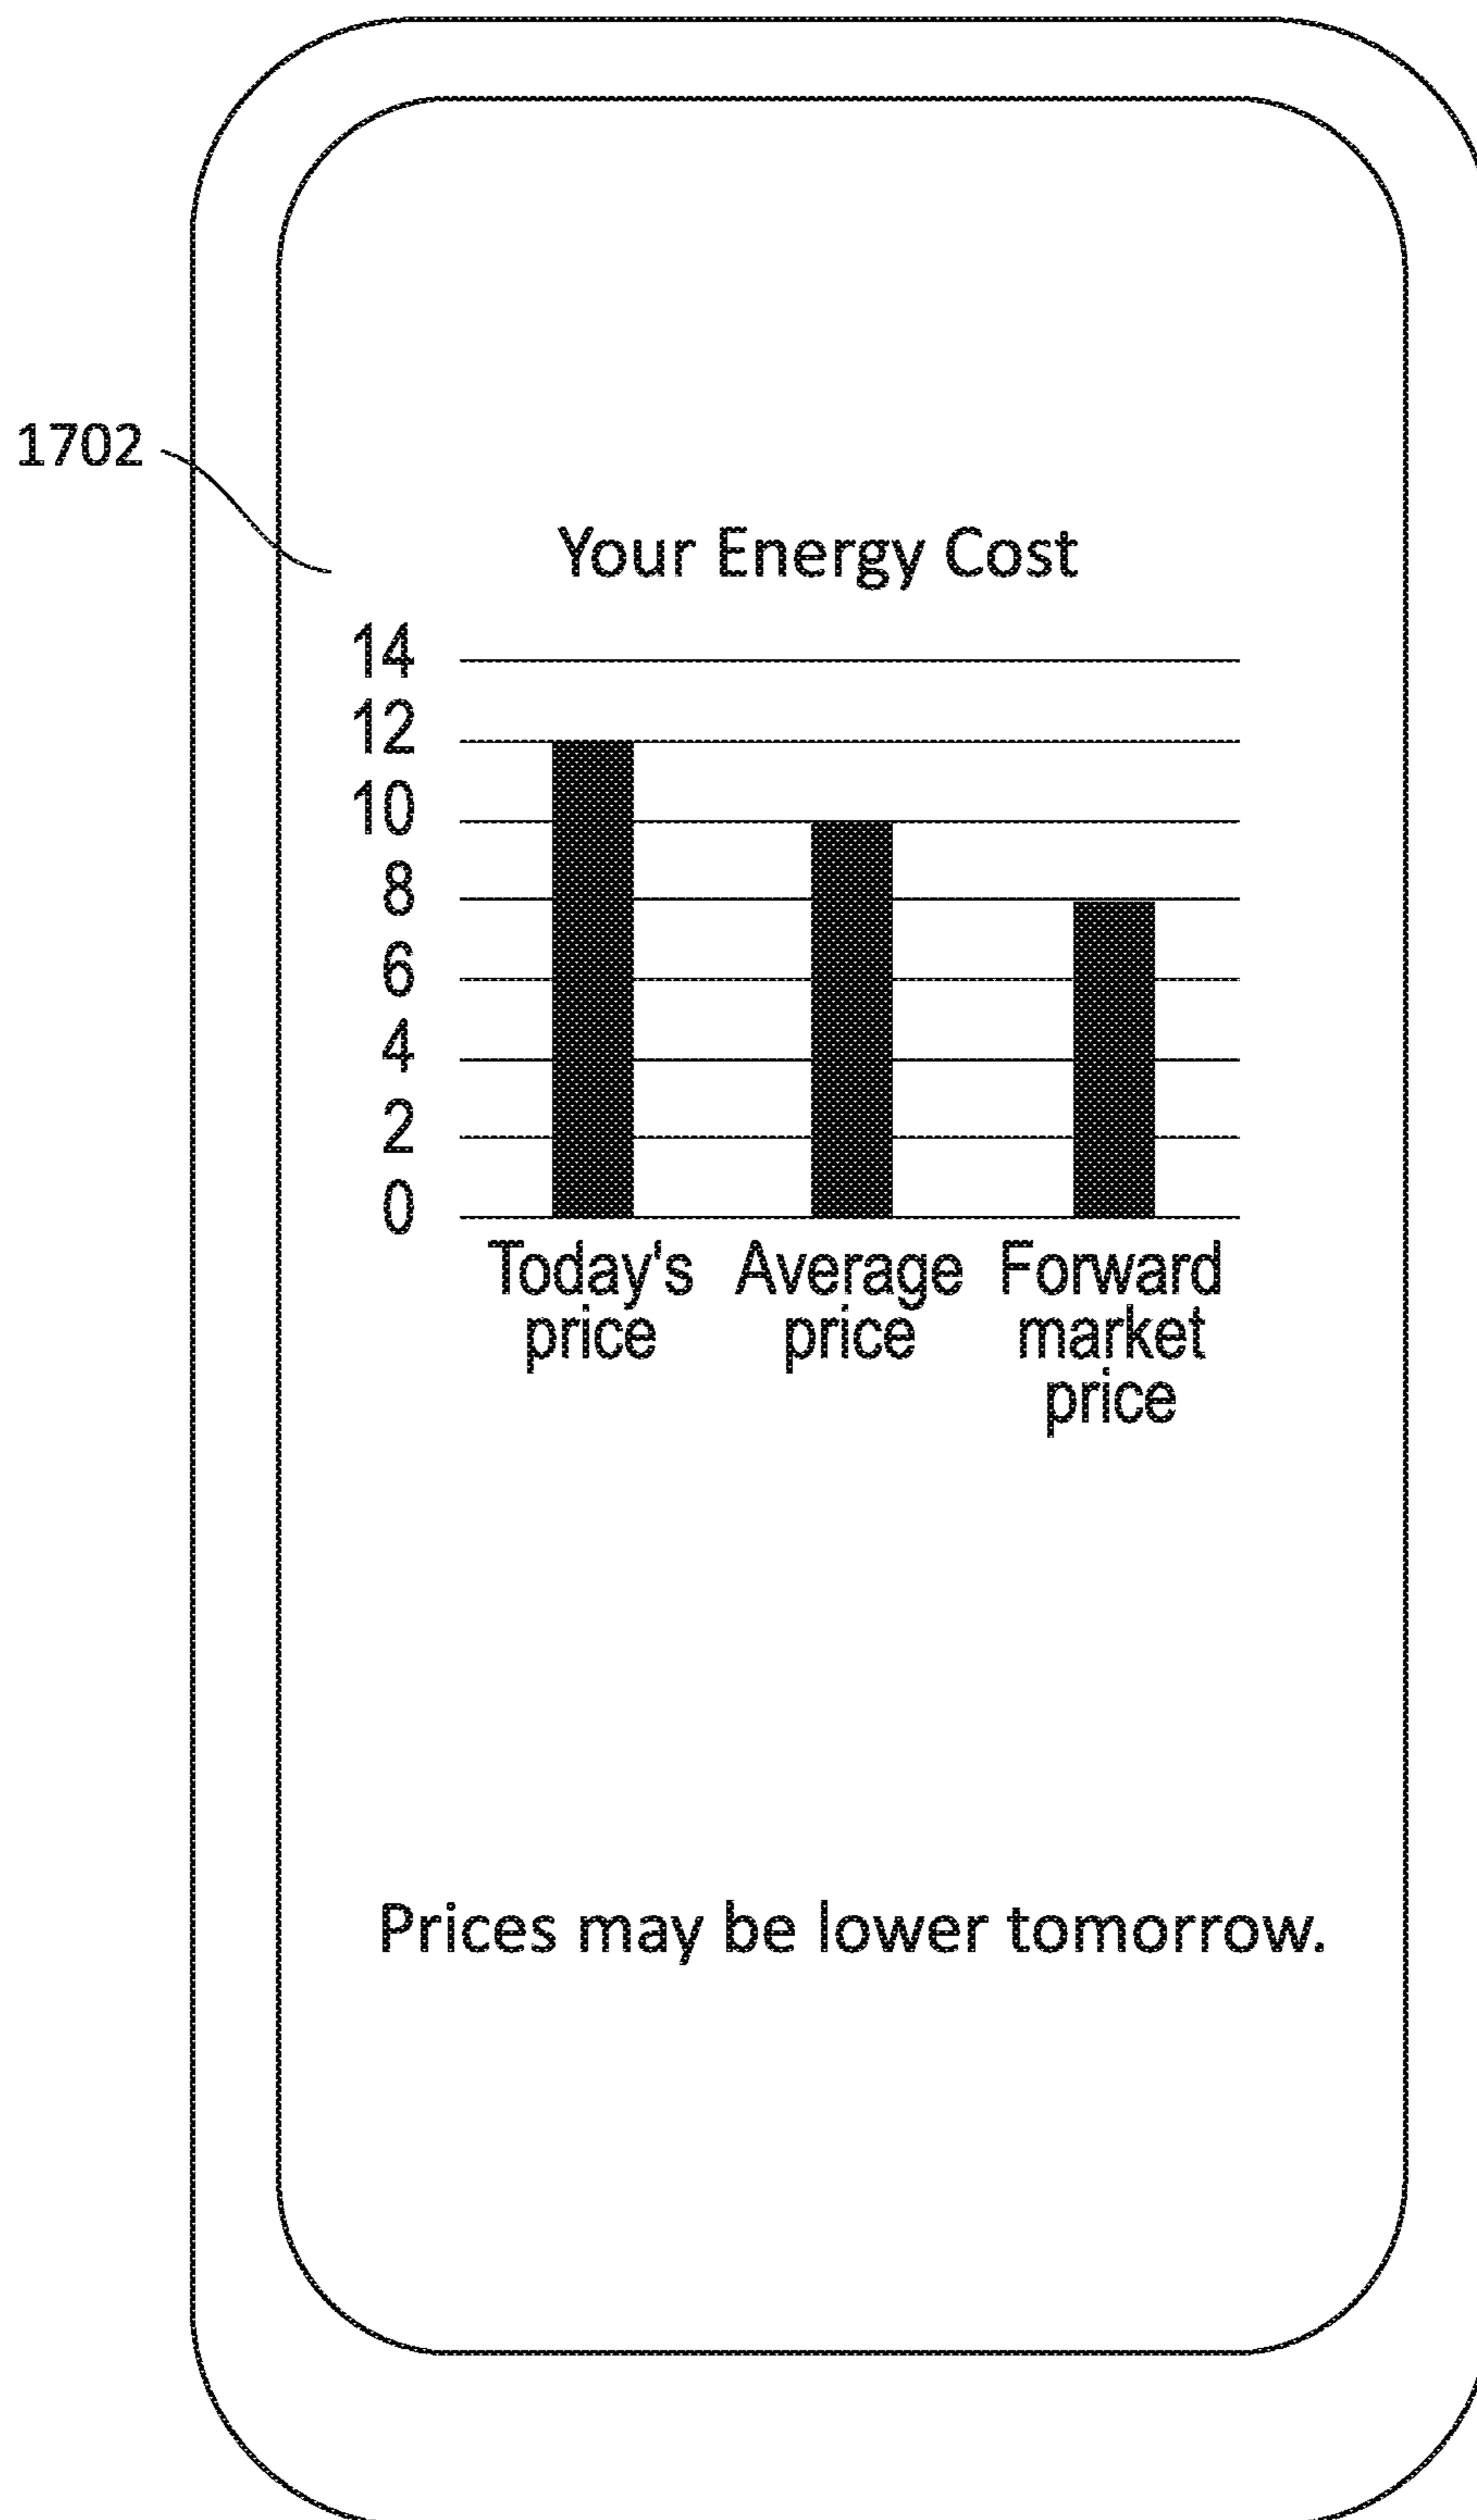 1702
Your Energy Cost
14
12
10
8
6
4
2
0
Today's Average Forward
price price market
price
Prices may be lower tomorrow.